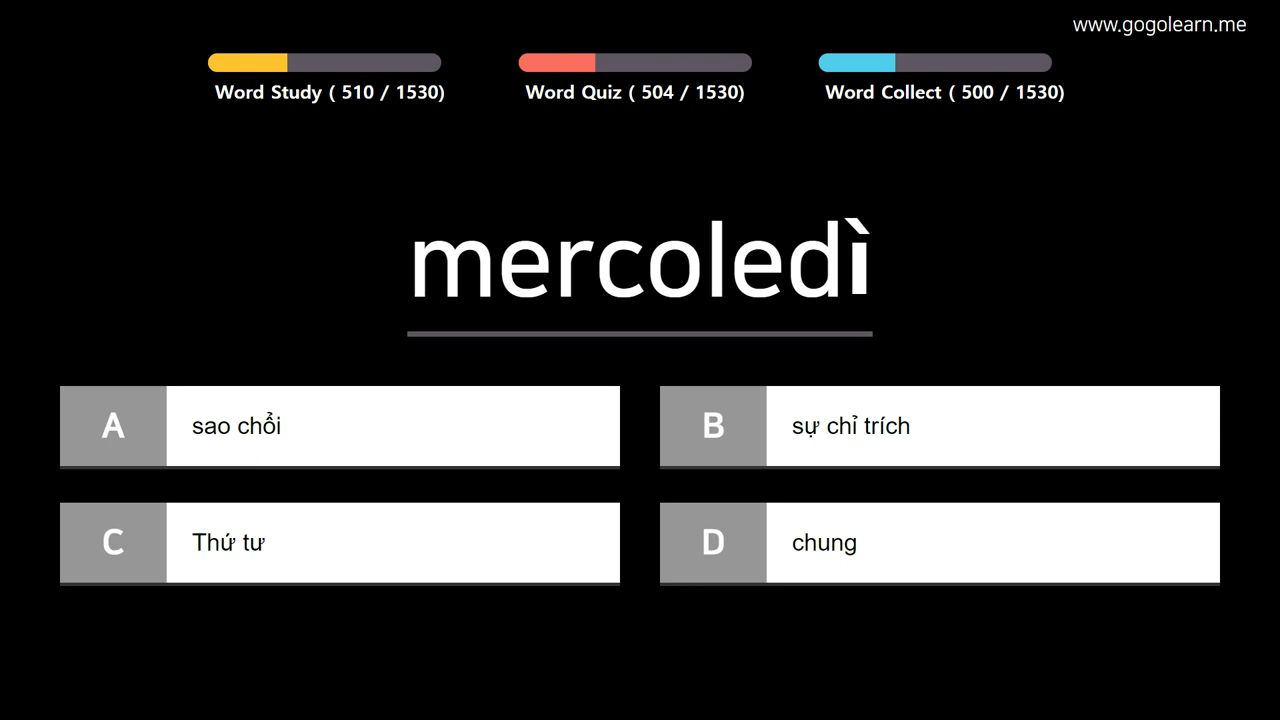 www.gogolearn.me
Word Study ( 510 / 1530)
Word Quiz ( 504 / 1530)
Word Collect ( 500 / 1530)
mercoledì
A
sao chổi
B
sự chỉ trích
C
Thứ tư
D
chung